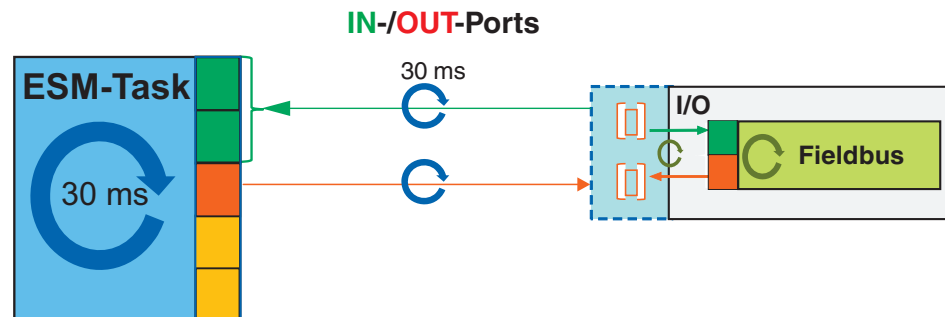 IN-/OUT-Ports
ESM-Task
30 ms
30 ms
I/O
Fieldbus